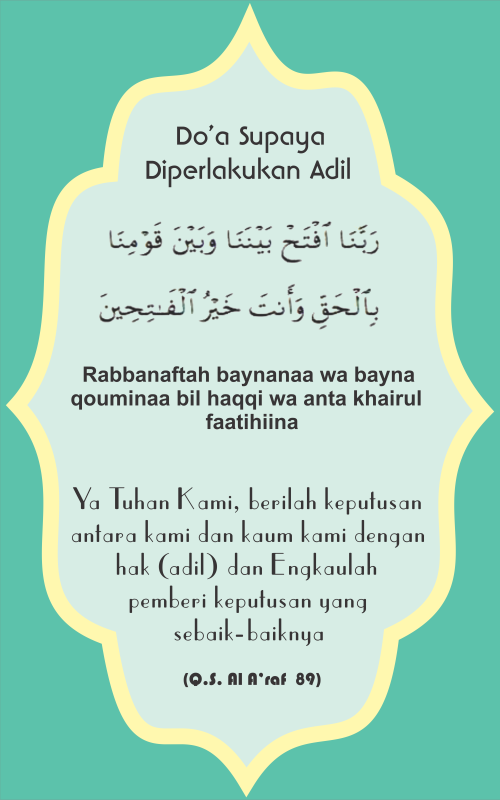 Do'a Supaya
Diperlakukan Adil
رَبَّنَا ٱفْتَحْ بَيْنَنَا وَبَيْنَ قَوْمِنَا
بِٱلْحَقِّ وَأَنتَ خَيْرُ ٱلْفَـٰتِحِينَ
Rabbanaftah baynanaa wa bayna
qouminaa bil haqqi wa anta khairul
faatihiina
Ya Tuhan Kami, berilah keputusan
antara kami dan kaum kami dengan
hak (adil) dan Engkaulah
pemberi keputusan yang
sebaik-baiknya
(Q.S. Al A'raf 89)